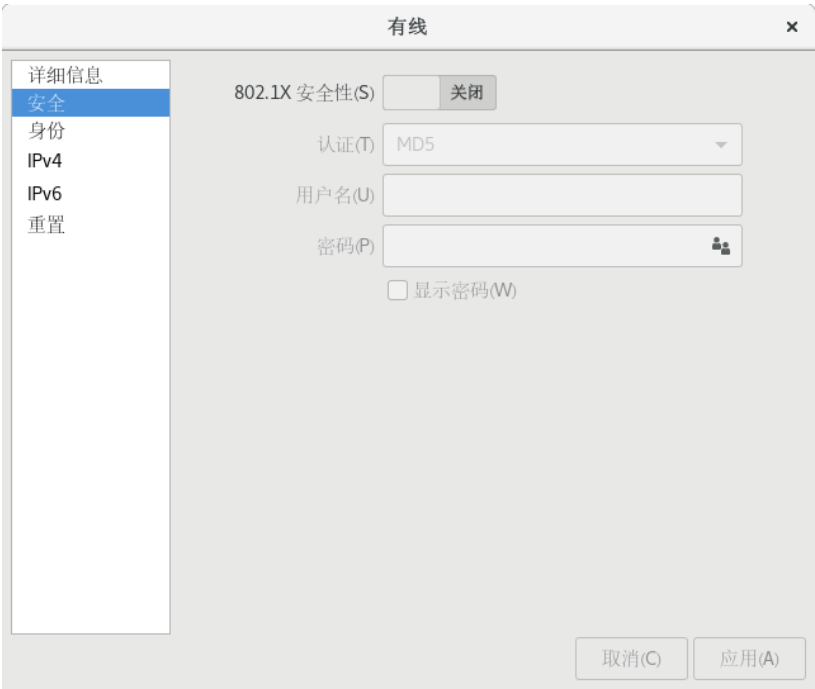 有线
详细信息
安全
身份
IPv4
IPv6
重置
802.1X 安全性(S)
关闭
认证(T)
MD5
用户名(U)
密码(P)
显示密码(W)
取消(C)
应用(A)